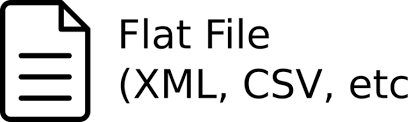 Flat File
(XML, CSV, etc